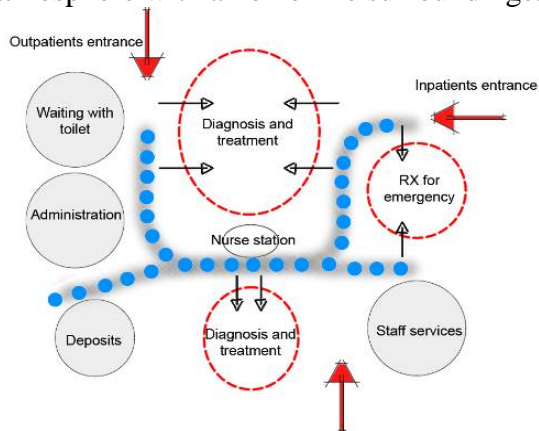 Outpatients entrance
Inpatients entrance
Waiting with
toilet
Diagnosis and
treatment
RX for
emergency
Administration
Nurse station
Deposits
Diagnosis and
treatment
Staff services